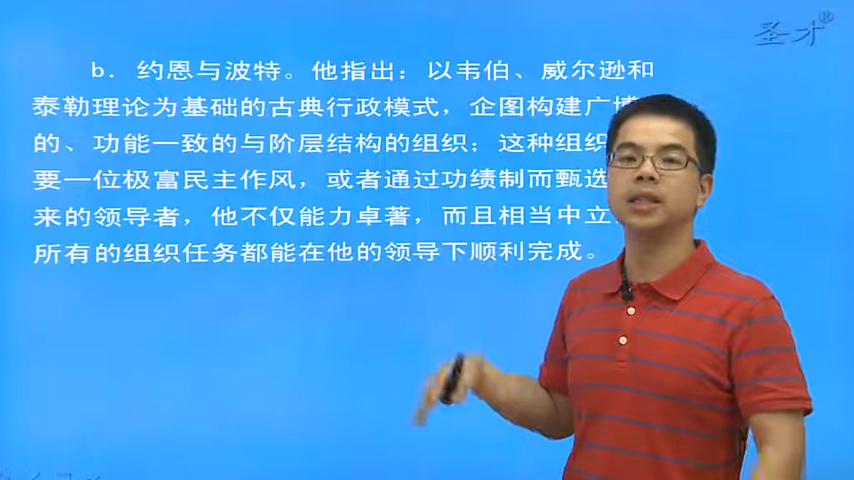 圣才®
b. 约恩与波特。他指出：以韦伯、威尔逊和
泰勒理论为基础的古典行政模式，企图构建广博
的、功能一致的与阶层结构的组织；这种组织
要一位极富民主作风，或者通过功绩制而甄选
来的领导者，他不仅能力卓著，而且相当中立
所有的组织任务都能在他的领导下顺利完成。